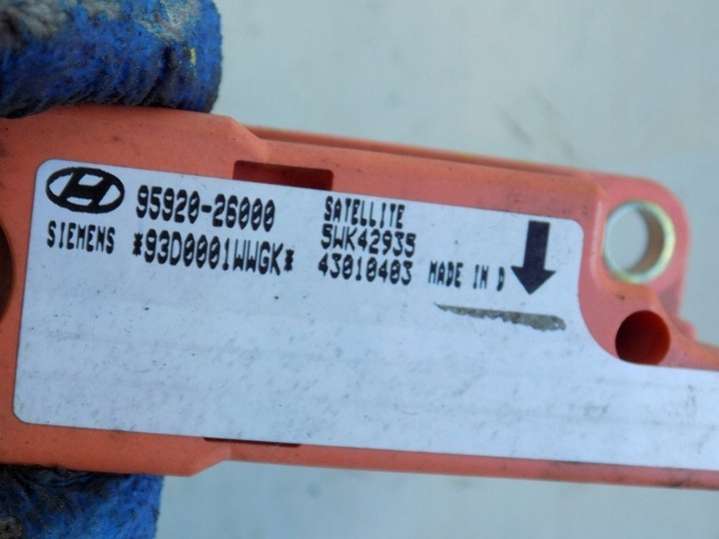 95920-26000
SIEMENS *93D0001WWGK*
SATELLITE
5WK42935
43010403 MADE IN D